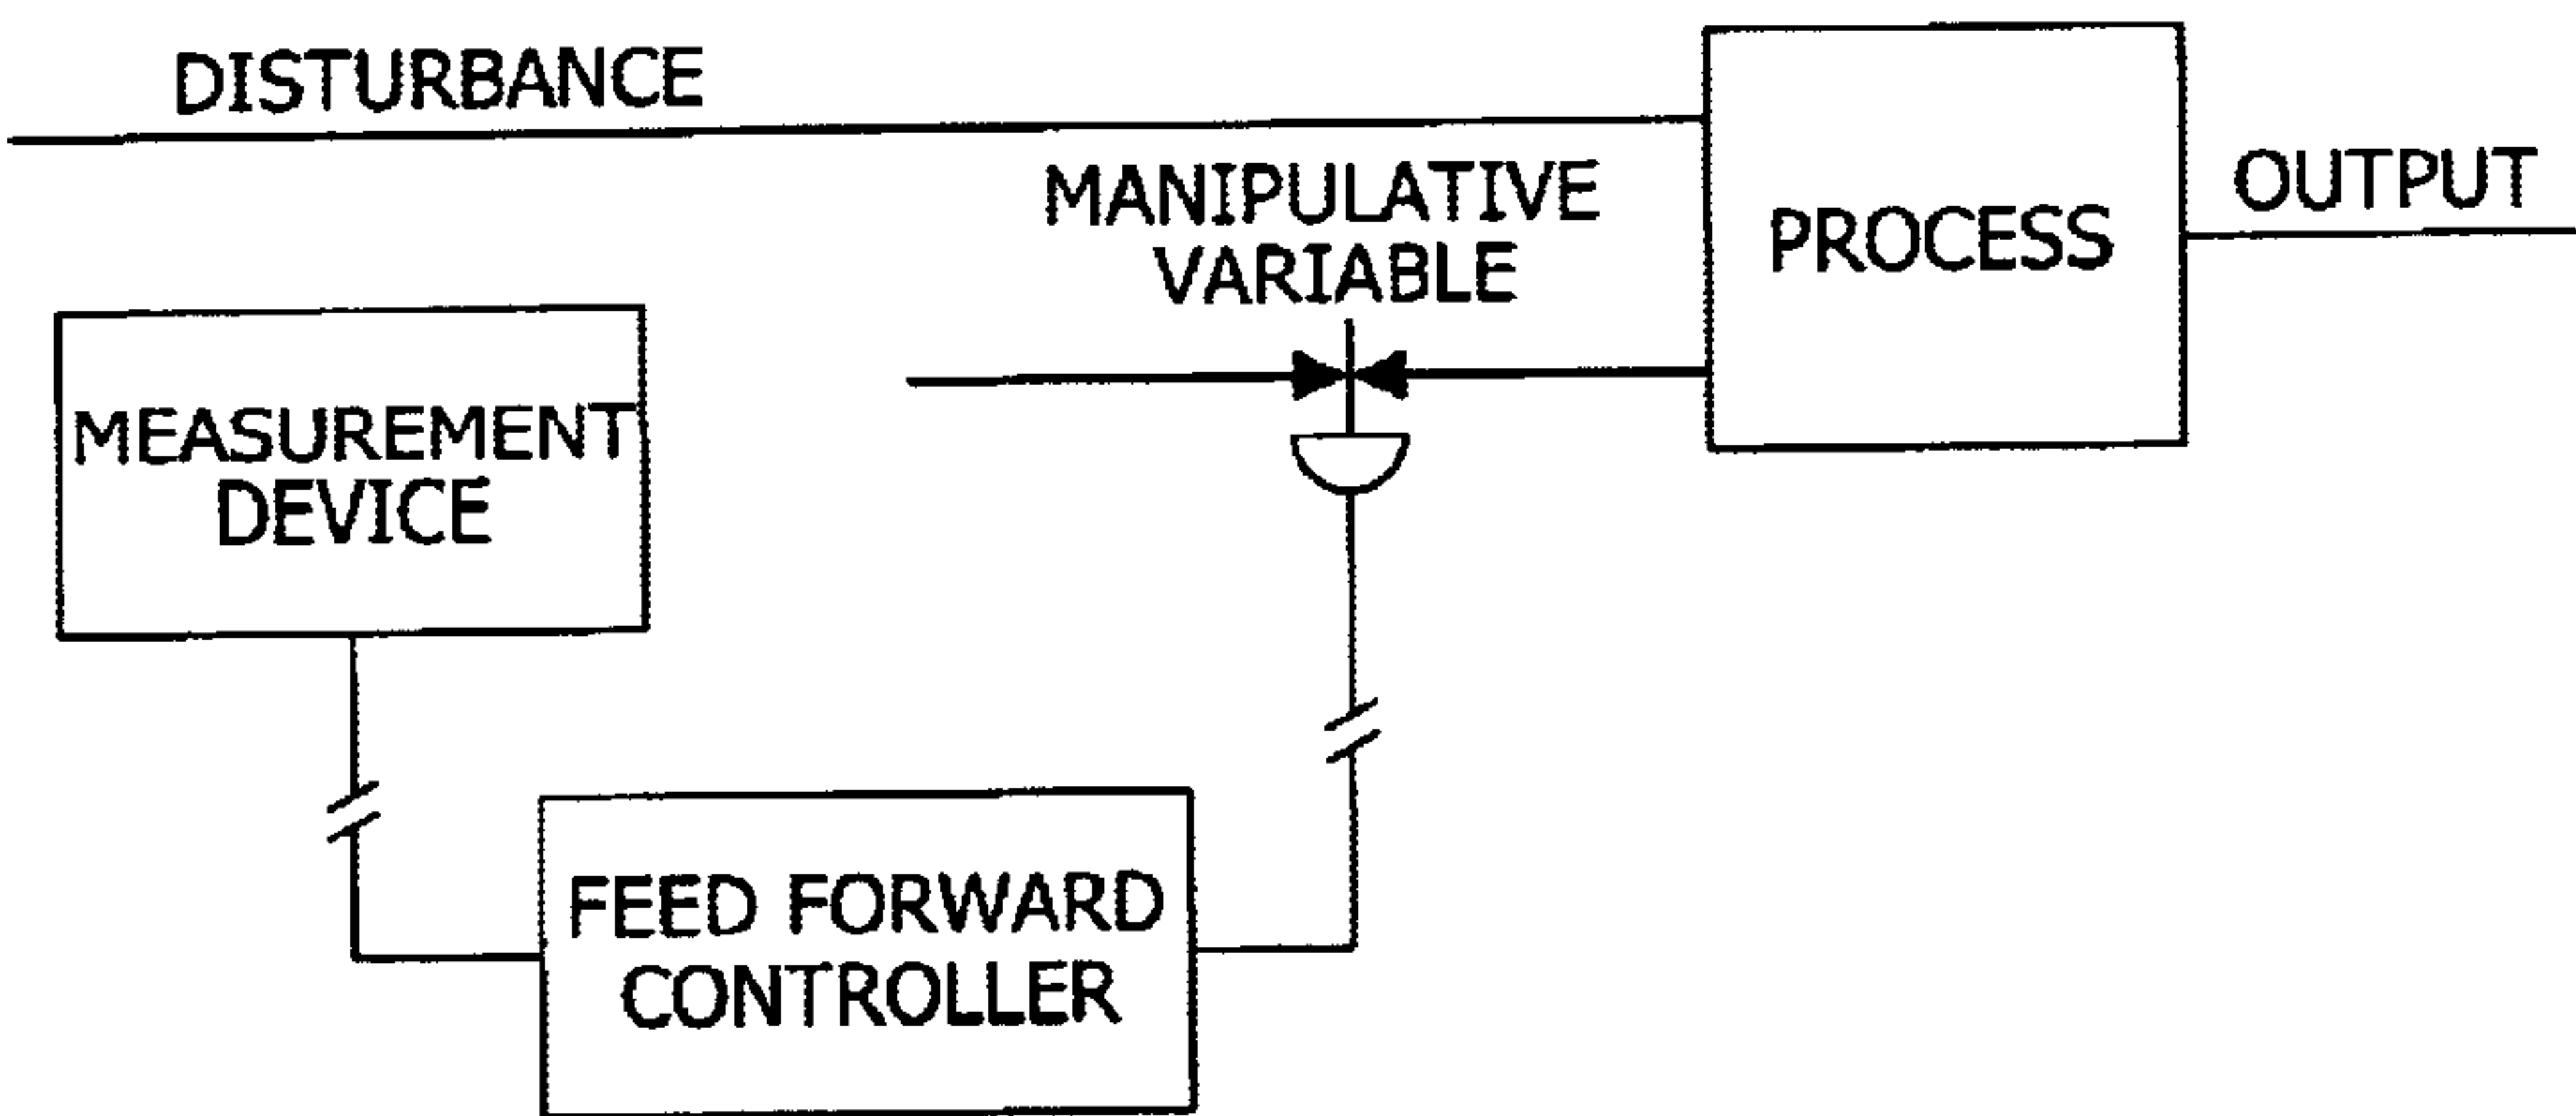 DISTURBANCE
MANIPULATIVE
VARIABLE
PROCESS
OUTPUT
MEASUREMENT
DEVICE
FEED FORWARD
CONTROLLER